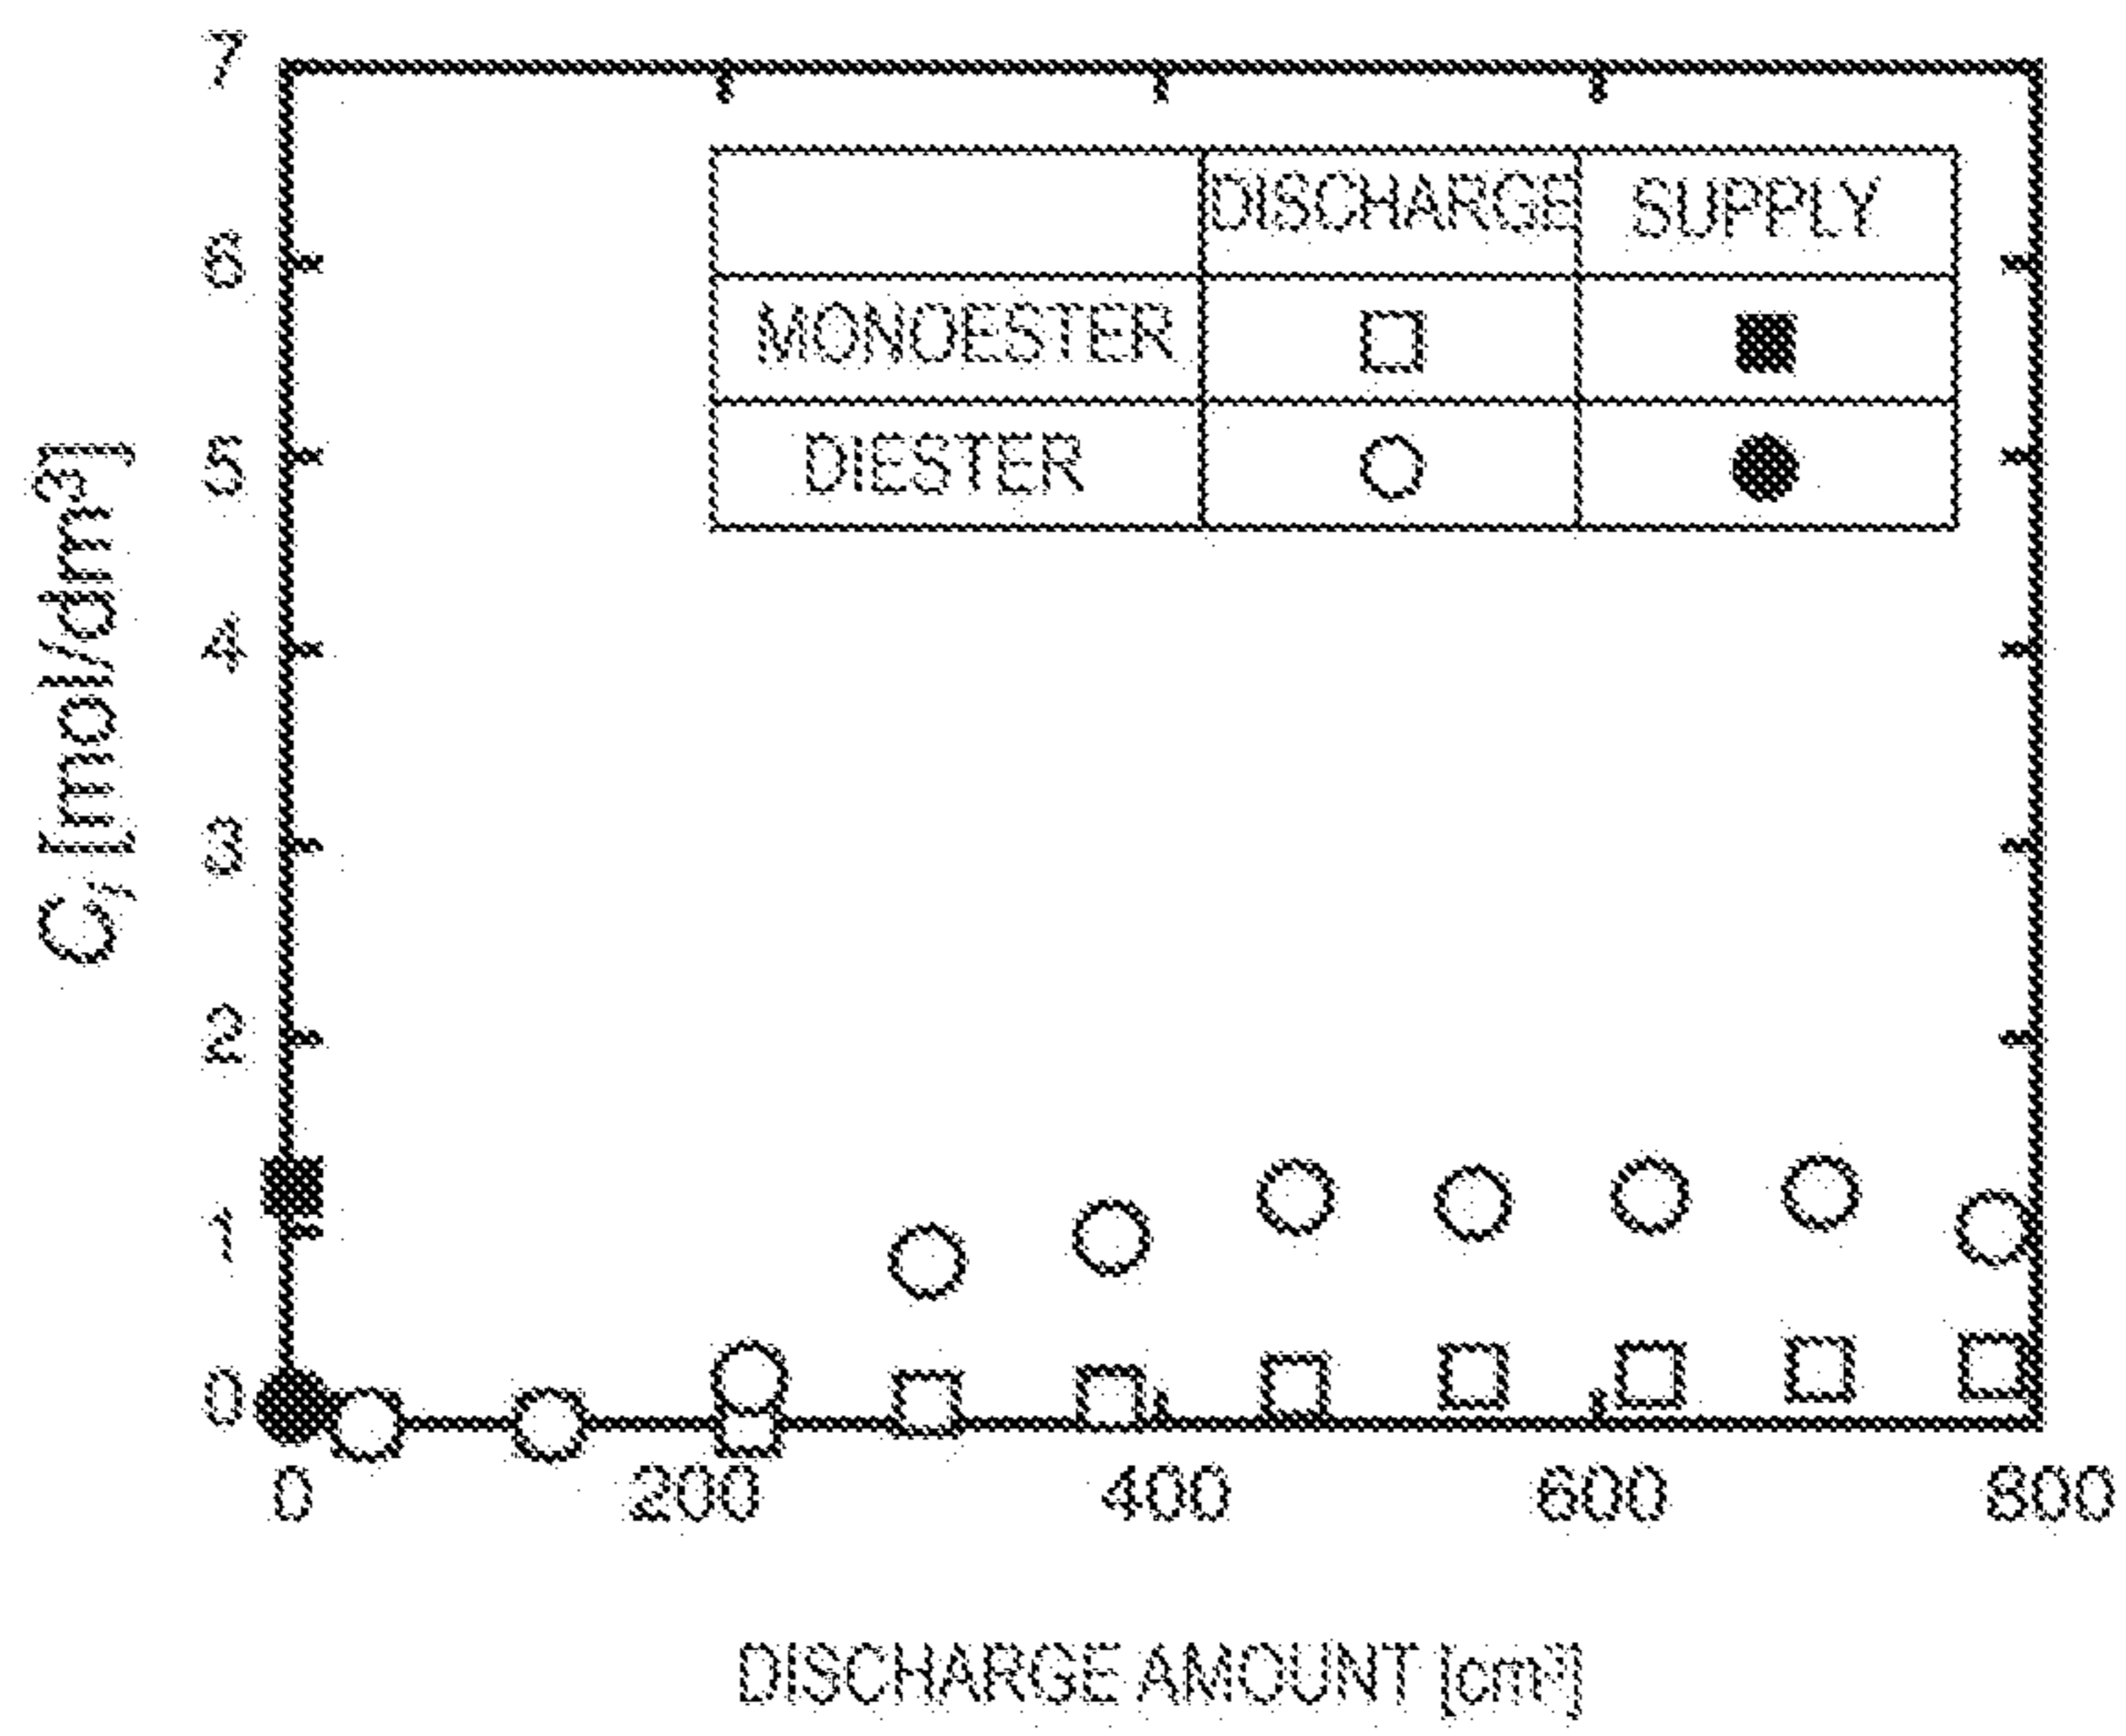 7
6
5
4
3
2
1
0
Cⱼ [mol/dm³]
DISCHARGE SUPPLY
MONOESTER
DIESTER
0 200 400 600 800
DISCHARGE AMOUNT [cm³]